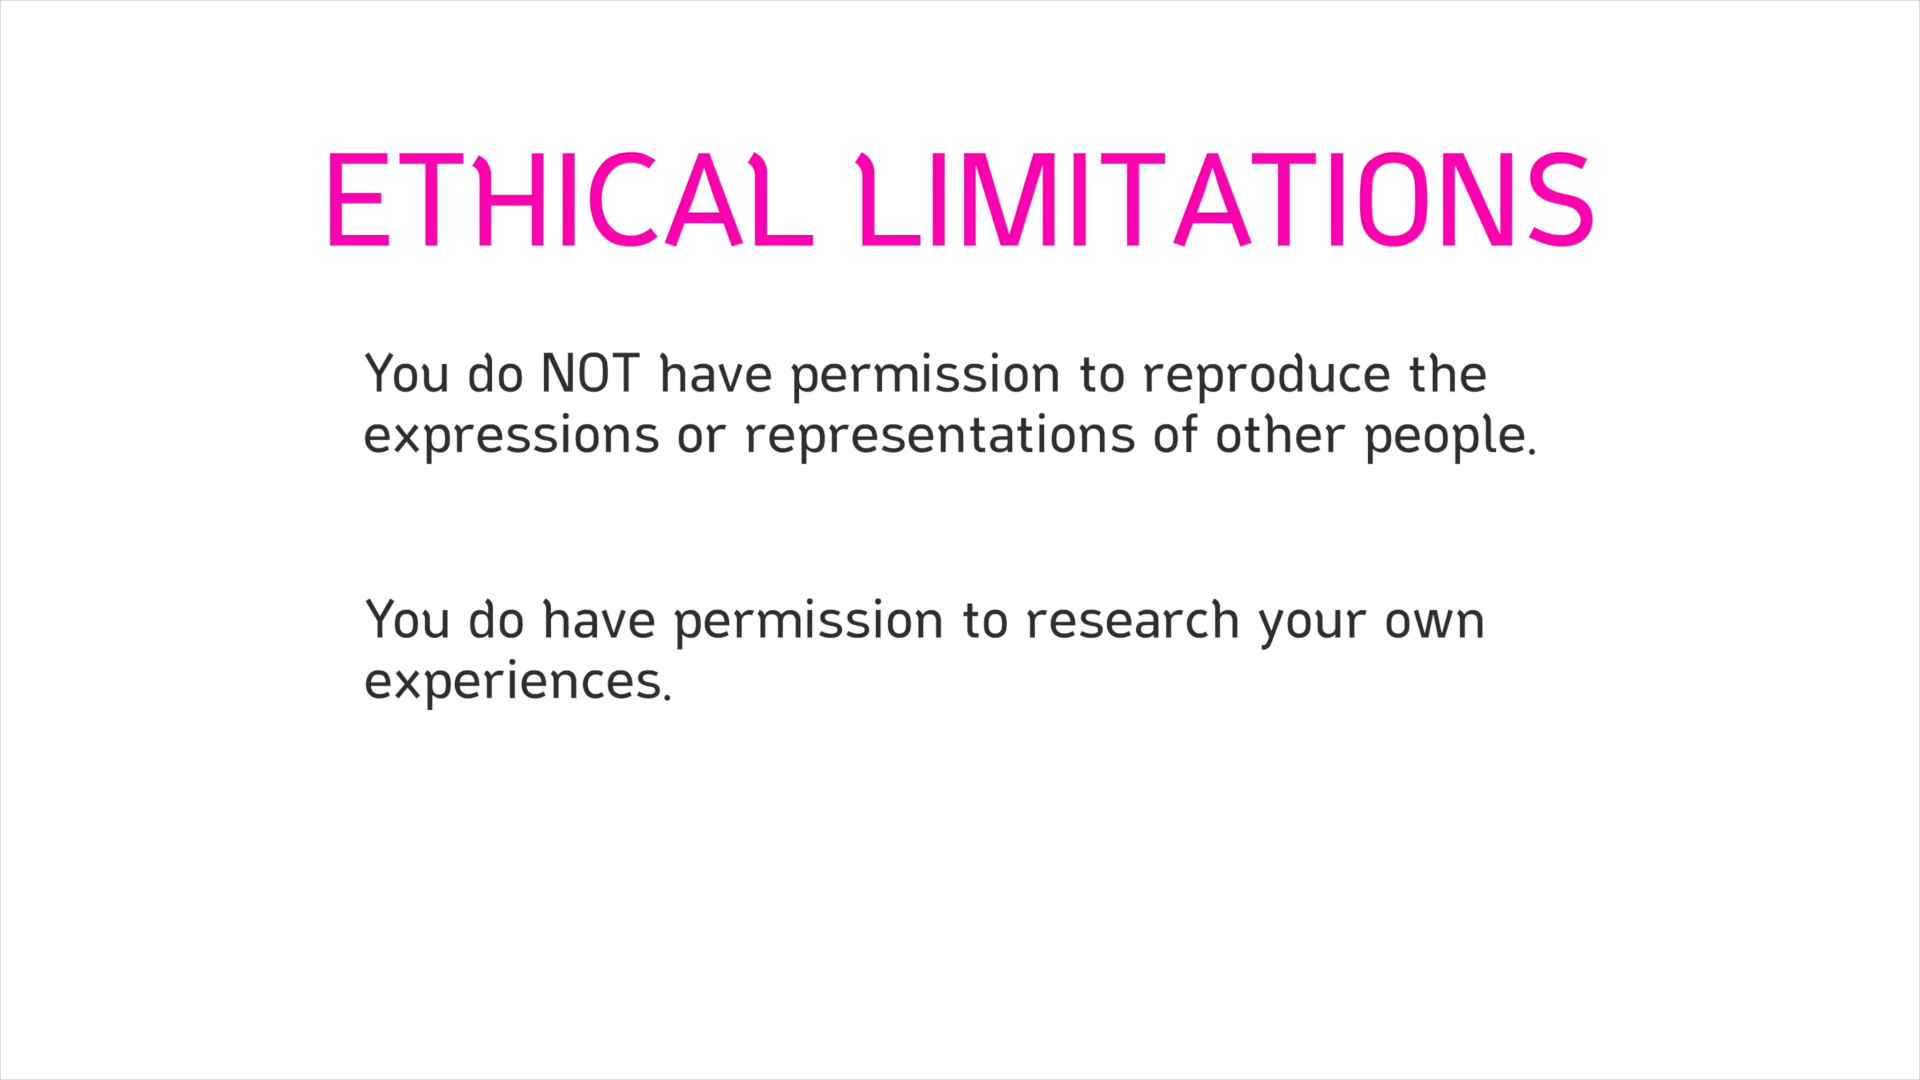 ETHICAL LIMITATIONS
You do NOT have permission to reproduce the
expressions or representations of other people.
You do have permission to research your own
experiences.